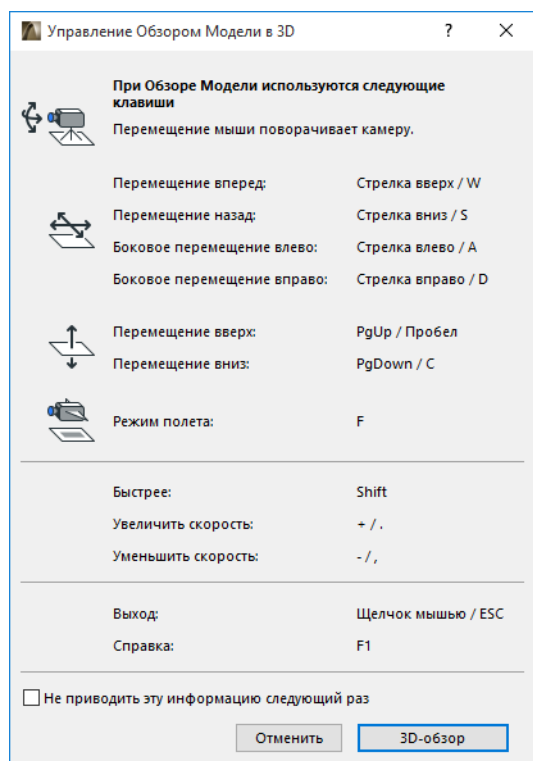 Управление Обзором Модели в 3D ?
При Обзоре Модели используются следующие
клавиши
Перемещение мыши поворачивает камеру.
Перемещение вперед: Стрелка вверх / W
Перемещение назад: Стрелка вниз / S
Боковое перемещение влево: Стрелка влево / A
Боковое перемещение вправо: Стрелка вправо / D
Перемещение вверх: PgUp / Пробел
Перемещение вниз: PgDown / C
Режим полета: F
Быстрее: Shift
Увеличить скорость: + / .
Уменьшить скорость: - / ,
Выход: Щелчок мышью / ESC
Справка: F1
Не приводить эту информацию следующий раз
Отменить 3D-обзор